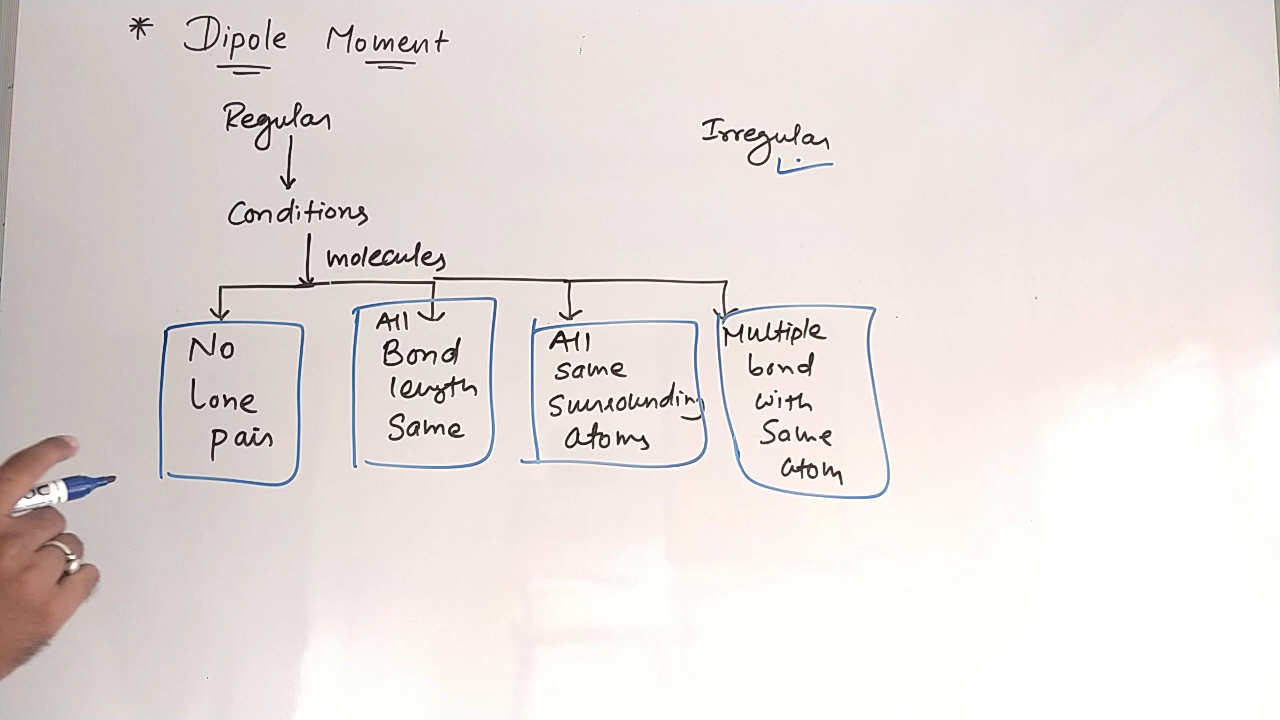 * Dipole Moment
Regular
Irregular
Conditions
molecules
No
Lone
pair
All
Bond
length
Same
All
same
Surrounding
atoms
Multiple
bond
with
Same
atom